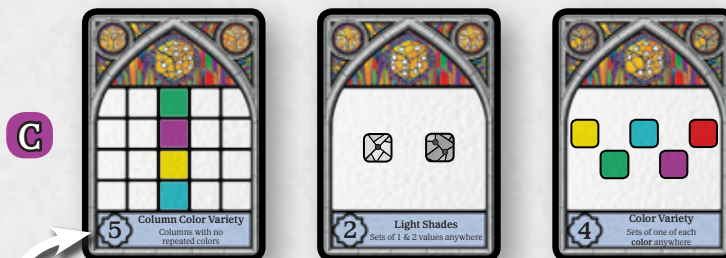 C
5
Column Color Variety
Columns with no
repeated colors
2
Light Shades
Sets of 1 & 2 values anywhere
4
Color Variety
Sets of one of each
color anywhere